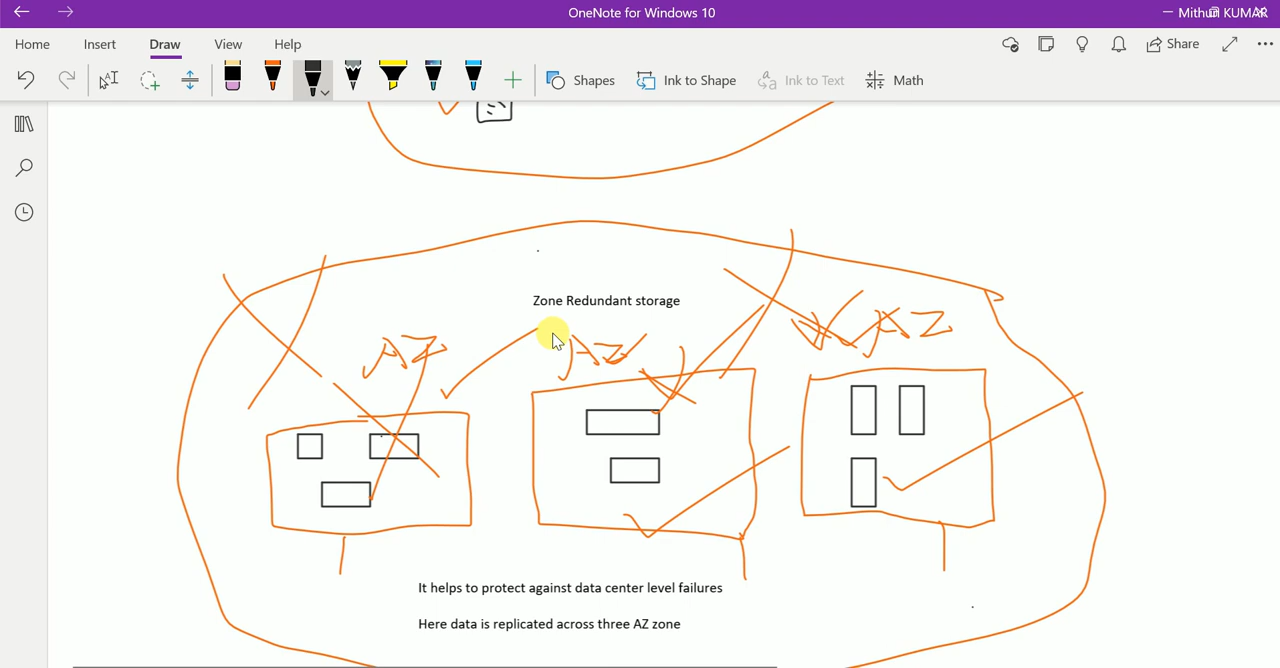 OneNote for Windows 10
Mithun KUMAR
Home Insert Draw View Help
Share
Shapes Ink to Shape Ink to Text Math
Zone Redundant storage
AZ AZ AZ
It helps to protect against data center level failures
Here data is replicated across three AZ zone